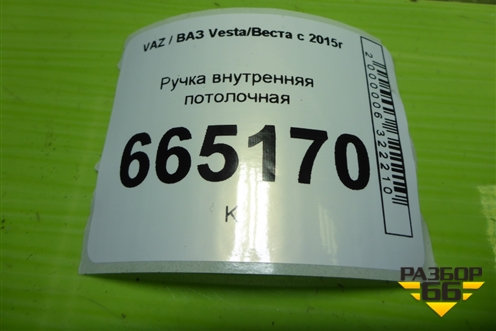 VAZ / ВАЗ Vesta/Веста с 2015г
Ручка внутренняя
потолочная
665170
К
2000006322210
РАЗБОР
66